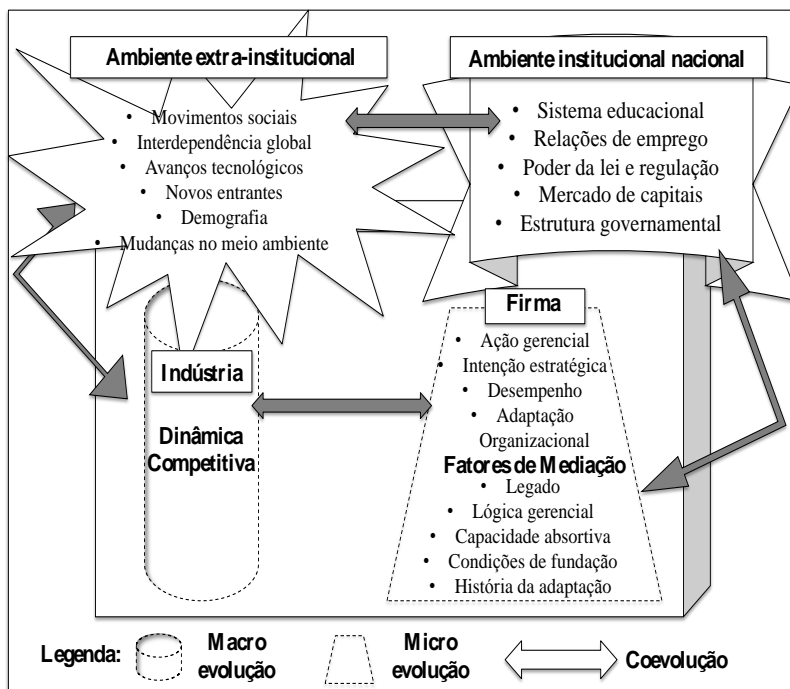 Ambiente extra-institucional
• Movimentos sociais
• Interdependência global
• Avanços tecnológicos
• Novos entrantes
• Demografia
• Mudanças no meio ambiente
Ambiente institucional nacional
• Sistema educacional
• Relações de emprego
• Poder da lei e regulação
• Mercado de capitais
• Estrutura governamental
Indústria
Dinâmica
Competitiva
Firma
• Ação gerencial
• Intenção estratégica
• Desempenho
• Adaptação
Organizacional
Fatores de Mediação
• Legado
• Lógica gerencial
• Capacidade absortiva
• Condições de fundação
• História da adaptação
Legenda:
Macro
evolução
Micro
evolução
Coevolução